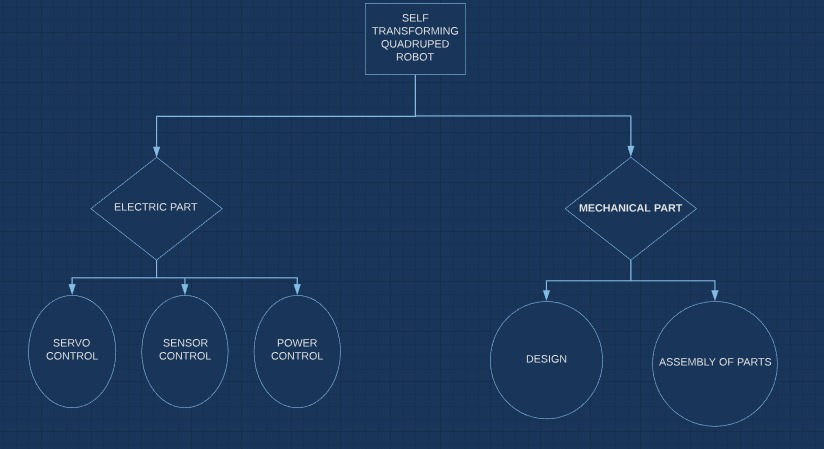 SELF
TRANSFORMING
QUADRUPED
ROBOT
ELECTRIC PART
MECHANICAL PART
SERVO
CONTROL
SENSOR
CONTROL
POWER
CONTROL
DESIGN
ASSEMBLY OF PARTS